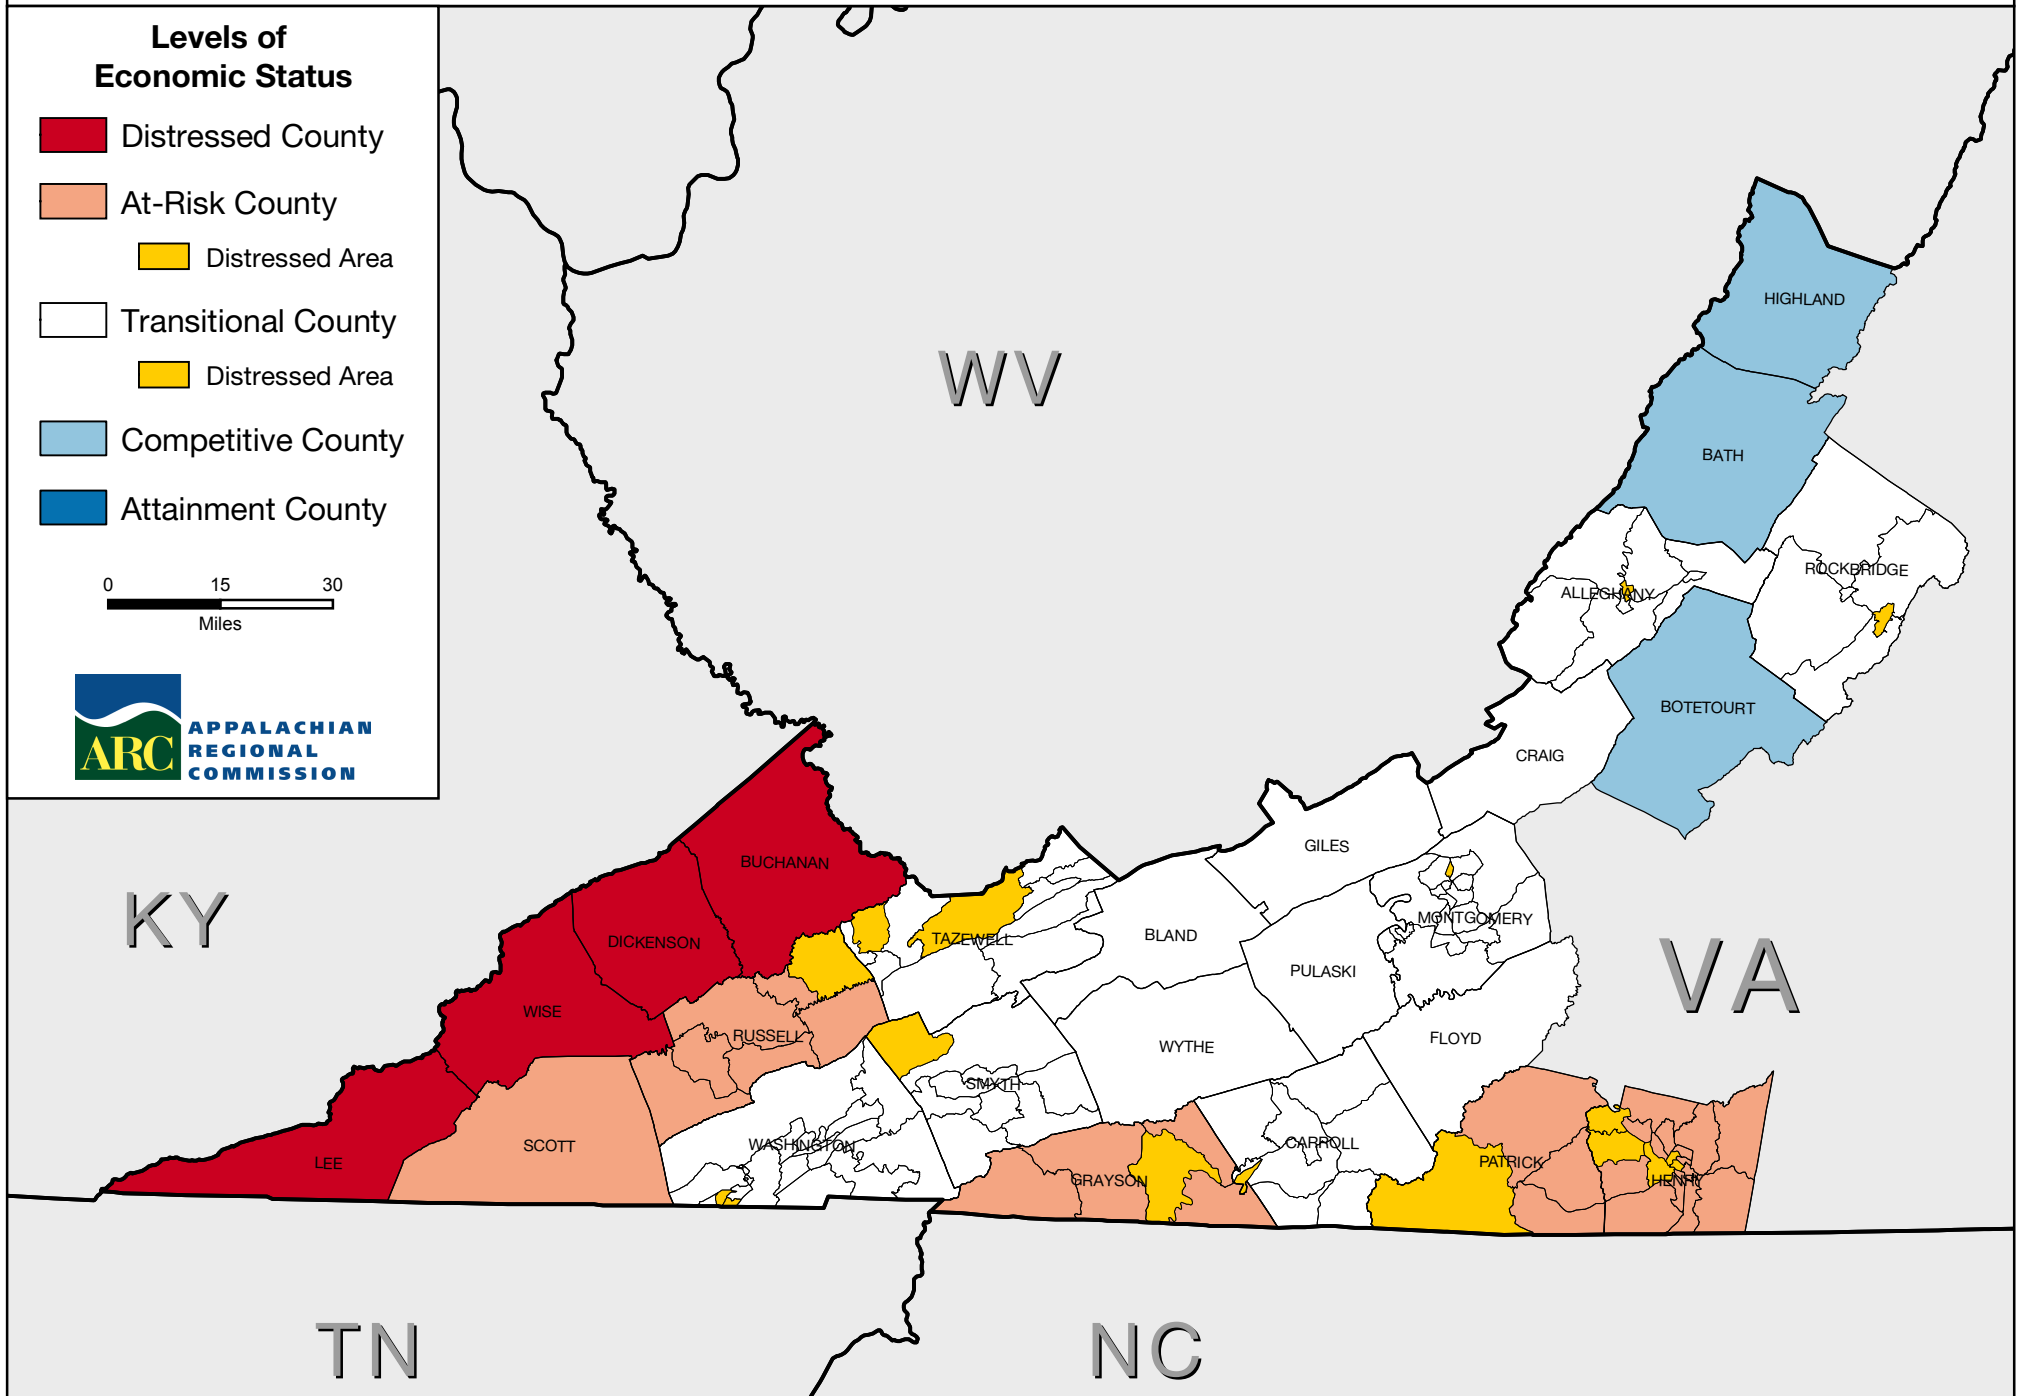 Levels of
Economic Status
Distressed County
At-Risk County
Distressed Area
Transitional County
Distressed Area
Competitive County
Attainment County
0 15 30
Miles
ARC
APPALACHIAN
REGIONAL
COMMISSION
WV
KY
VA
TN
NC
HIGHLAND
BATH
ROCKBRIDGE
ALLEGHANY
BOTETOURT
CRAIG
GILES
BUCHANAN
MONTGOMERY
BLAND
TAZEWELL
DICKENSON
PULASKI
WISE
RUSSELL
FLOYD
WYTHE
SMYTH
SCOTT
WASHINGTON
CARROLL
LEE
PATRICK
GRAYSON
HENRY